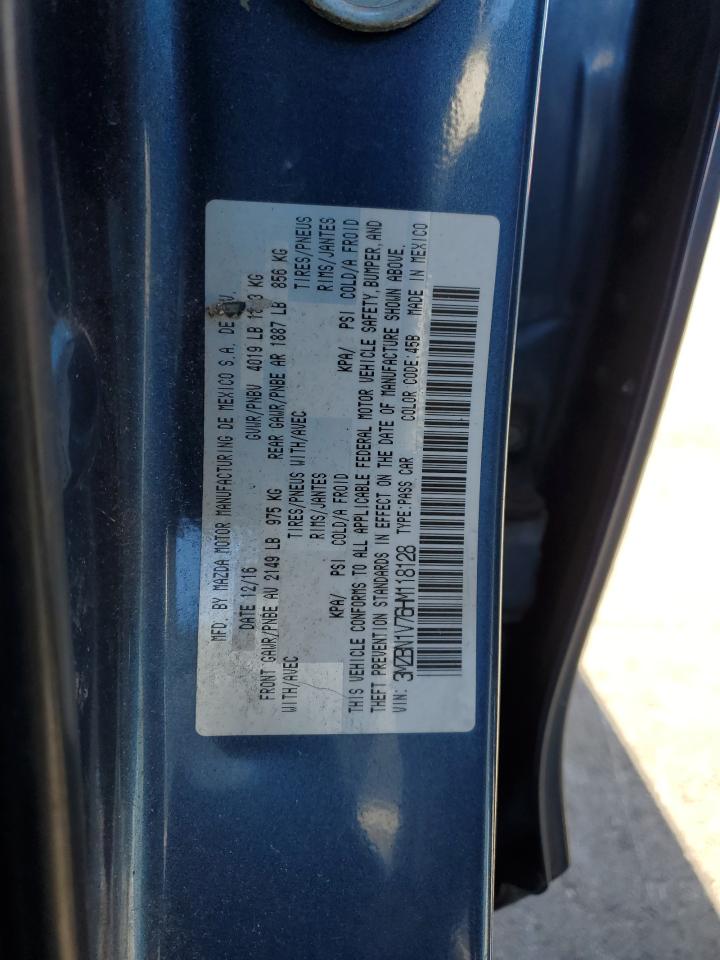 MFD. BY MAZDA MOTOR MANUFACTURING DE MEXICO S.A. DE
DATE 12/16 GVWR/PNBV 4019 LB KG
FRONT GAWR/PNBE AV 2149 LB 975 KG REAR GAWR/PNBE AR 1887 LB 856 KG
WITH/AVEC TIRES/PNEUS WITH/AVEC TIRES/PNEUS
RIMS/JANTES RIMS/JANTES
KPA/ PSI COLD/A FROID KPA/ PSI COLD/A FROID
THIS VEHICLE CONFORMS TO ALL APPLICABLE FEDERAL MOTOR VEHICLE SAFETY, BUMPER, AND
THEFT PREVENTION STANDARDS IN EFFECT ON THE DATE OF MANUFACTURE SHOWN ABOVE.
VIN: 3MZBN1V76HM118128 TYPE:PASS CAR COLOR CODE:45B MADE IN MEXICO